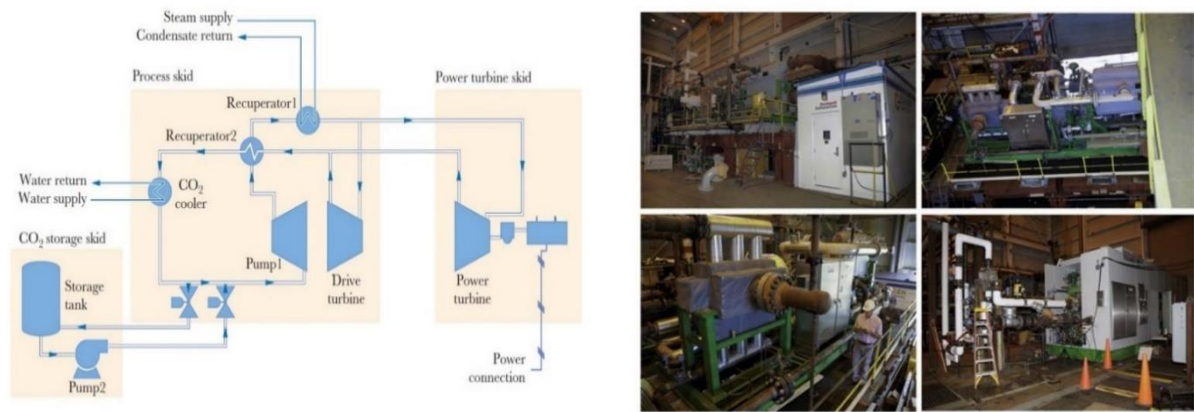 Steam supply
Condensate return
Process skid
Power turbine skid
Recuperator1
Recuperator2
Water return
Water supply
CO₂
cooler
CO₂ storage skid
Storage
tank
Pump1
Drive
turbine
Power
turbine
Pump2
Power
connection